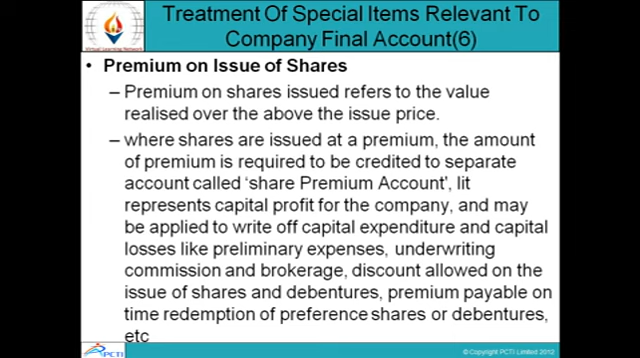 Treatment Of Special Items Relevant To
Company Final Account(6)
Virtual Learning Network
• Premium on Issue of Shares
– Premium on shares issued refers to the value
realised over the above the issue price.
– where shares are issued at a premium, the amount
of premium is required to be credited to separate
account called ‘share Premium Account’, lit
represents capital profit for the company, and may
be applied to write off capital expenditure and capital
losses like preliminary expenses, underwriting
commission and brokerage, discount allowed on the
issue of shares and debentures, premium payable on
time redemption of preference shares or debentures,
etc
PCTI
© Copyright PCTI Limited 2012